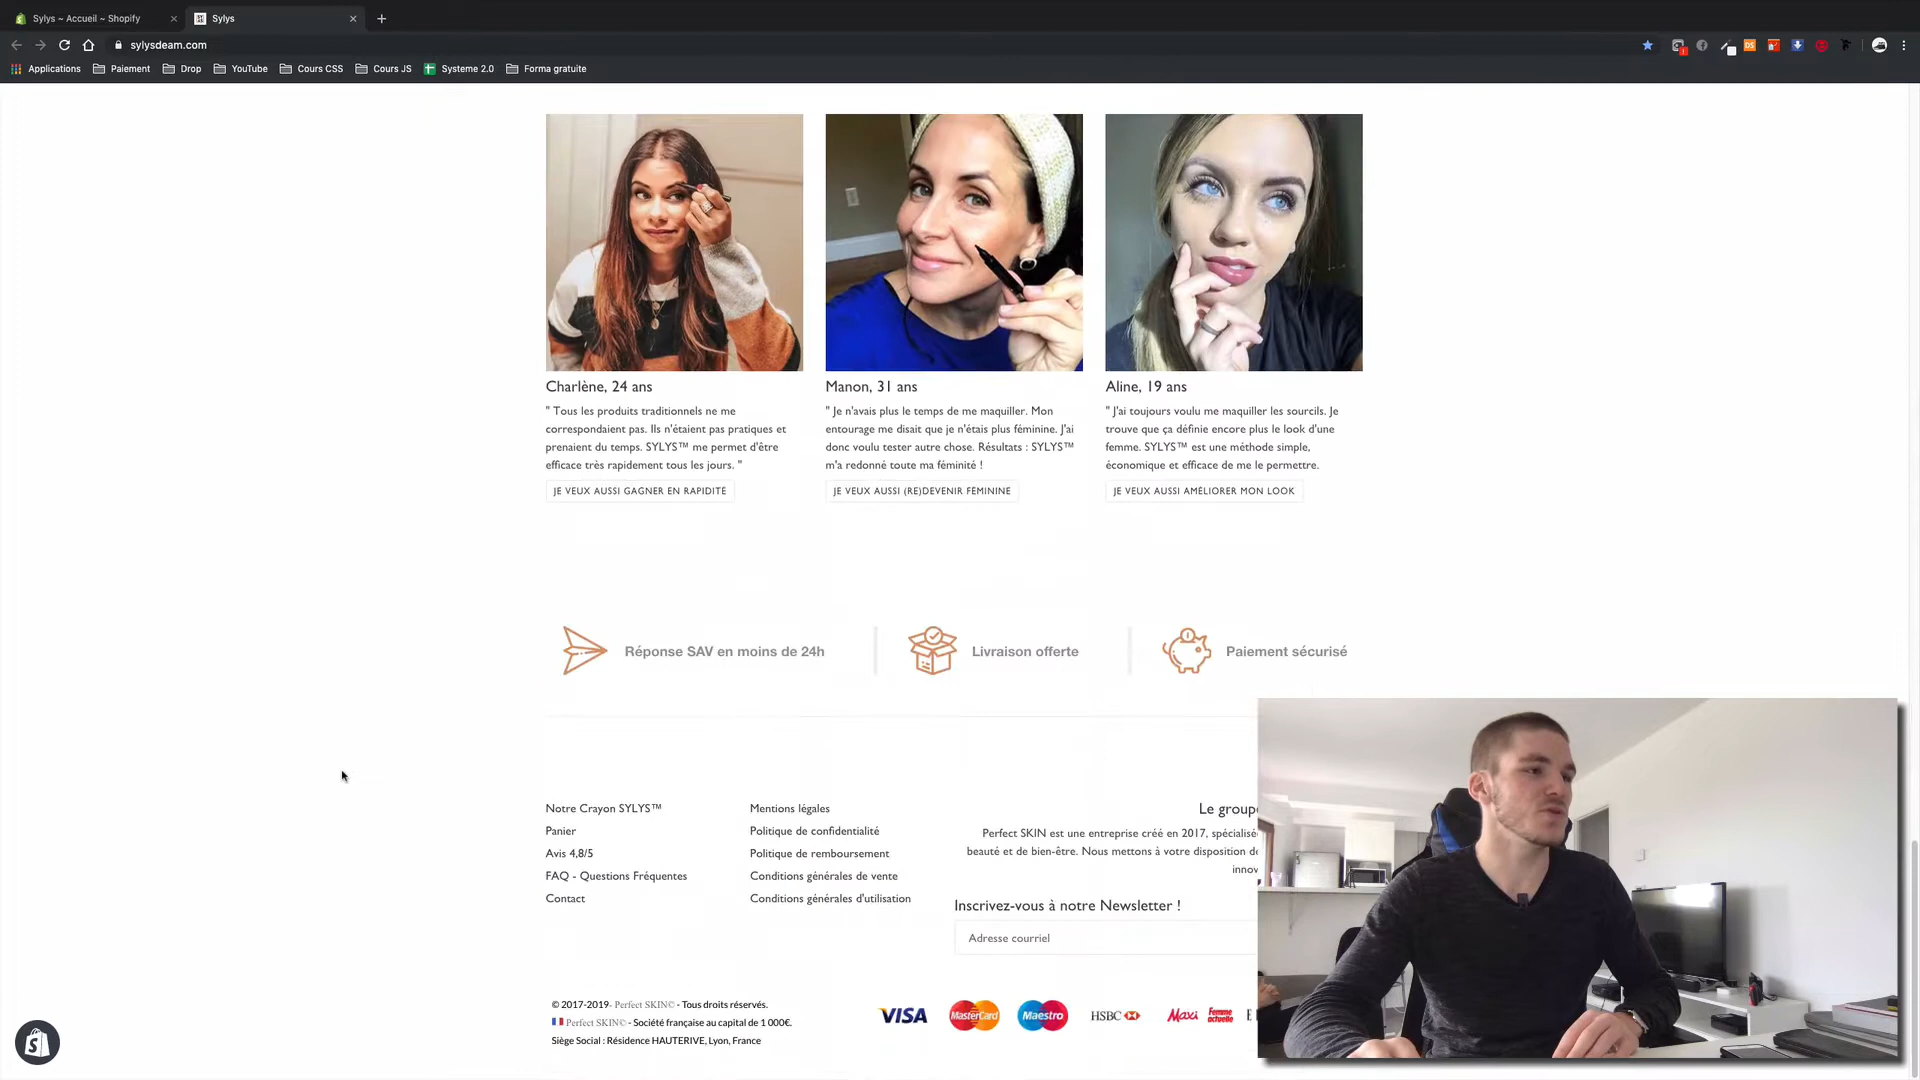 Sylys ~ Accueil ~ Shopify
Sylys
sylysdeam.com
Applications
Paiement
Drop
YouTube
Cours CSS
Cours JS
Systeme 2.0
Forma gratuite
Charlène, 24 ans
" Tous les produits traditionnels ne me
correspondaient pas. Ils n'étaient pas pratiques et
prenaient du temps. SYLYS™ me permet d'être
efficace très rapidement tous les jours. "
JE VEUX AUSSI GAGNER EN RAPIDITÉ
Manon, 31 ans
" Je n'avais plus le temps de me maquiller. Mon
entourage me disait que je n'étais plus féminine. J'ai
donc voulu tester autre chose. Résultats : SYLYS™
m'a redonné toute ma féminité !
JE VEUX AUSSI (RE)DEVENIR FÉMININE
Aline, 19 ans
" J'ai toujours voulu me maquiller les sourcils. Je
trouve que ça définie encore plus le look d'une
femme. SYLYS™ est une méthode simple,
économique et efficace de me le permettre.
JE VEUX AUSSI AMÉLIORER MON LOOK
Réponse SAV en moins de 24h
Livraison offerte
Paiement sécurisé
Notre Crayon SYLYS™
Panier
Avis 4,8/5
FAQ - Questions Fréquentes
Contact
Mentions légales
Politique de confidentialité
Politique de remboursement
Conditions générales de vente
Conditions générales d'utilisation
Le groupe
Perfect SKIN est une entreprise créé en 2017, spécialisé
beauté et de bien-être. Nous mettons à votre disposition de
innov
Inscrivez-vous à notre Newsletter !
Adresse courriel
© 2017-2019- Perfect SKIN© - Tous droits réservés.
Perfect SKIN© - Société française au capital de 1 000€.
Siège Social : Résidence HAUTERIVE, Lyon, France
VISA
MasterCard
Maestro
HSBC
Maxi
Femme
actuelle
E